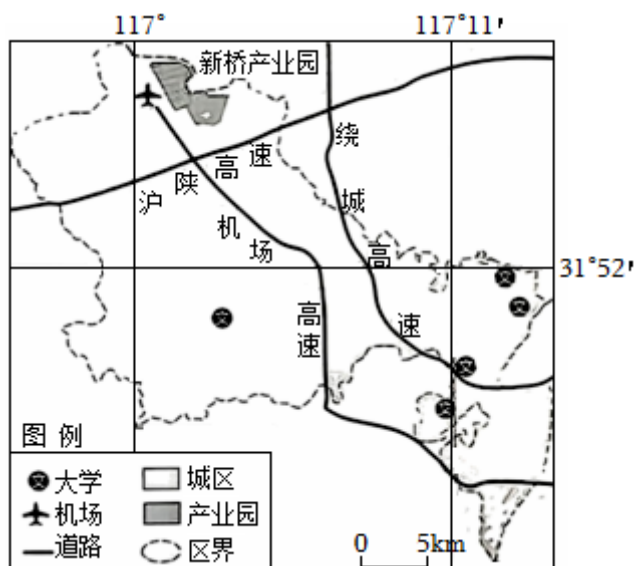 117°
117°11′
新桥产业园
沪陕高速
绕城高速
机场高速
31°52′
图例
大学
城区
机场
产业园
道路
区界
0
5km